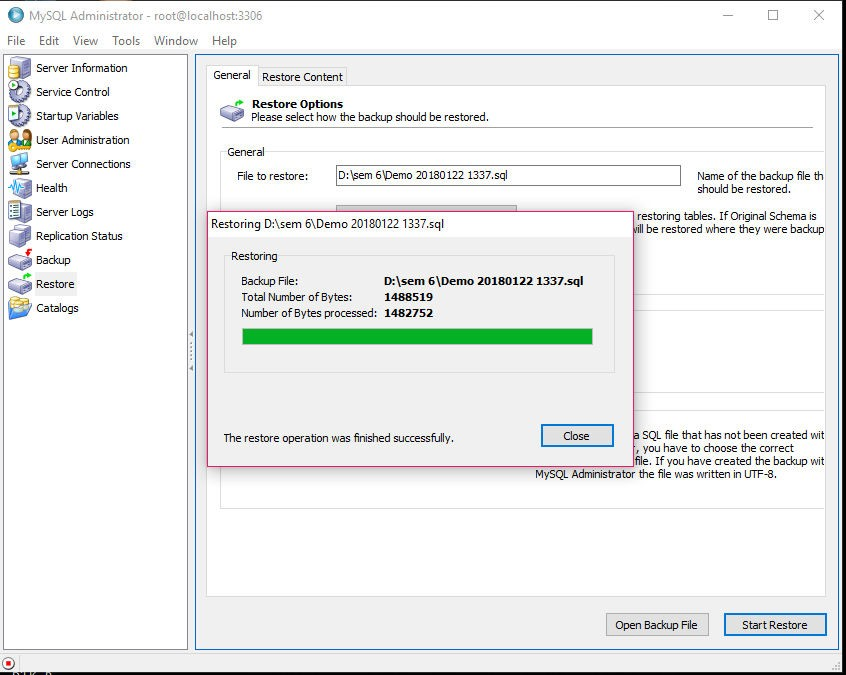 MySQL Administrator - root@localhost:3306
File Edit View Tools Window Help
Server Information
Service Control
Startup Variables
User Administration
Server Connections
Health
Server Logs
Replication Status
Backup
Restore
Catalogs
General Restore Content
Restore Options
Please select how the backup should be restored.
General
File to restore: D:\sem 6\Demo 20180122 1337.sql
Name of the backup file th
should be restored.
restoring tables. If Original Schema is
ill be restored where they were backup
Restoring D:\sem 6\Demo 20180122 1337.sql
Restoring
Backup File: D:\sem 6\Demo 20180122 1337.sql
Total Number of Bytes: 1488519
Number of Bytes processed: 1482752
The restore operation was finished successfully.
Close
a SQL file that has not been created wit
, you have to choose the correct
file. If you have created the backup wit
MySQL Administrator the file was written in UTF-8.
Open Backup File Start Restore